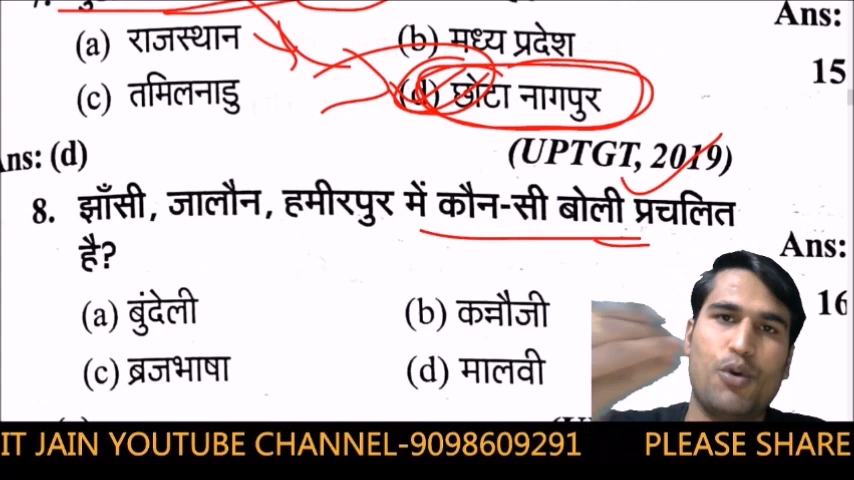 Ans:
(a) राजस्थान (b) मध्य प्रदेश
15
(c) तमिलनाडु (d) छोटा नागपुर
ns: (d) (UPTGT, 2019)
8. झाँसी, जालौन, हमीरपुर में कौन-सी बोली प्रचलित
है?
Ans:
(a) बुंदेली (b) कन्नौजी
16
(c) ब्रजभाषा (d) मालवी
IT JAIN YOUTUBE CHANNEL-9098609291 PLEASE SHARE